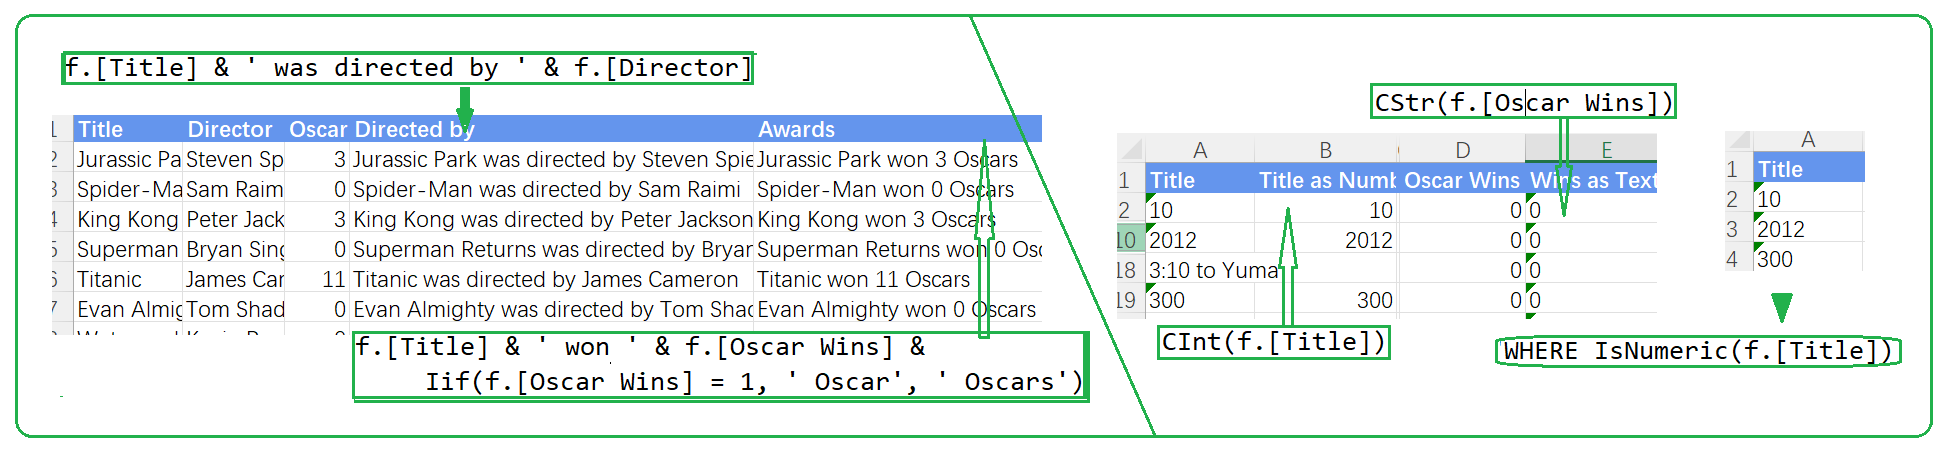 f.[Title] & ' was directed by ' & f.[Director]
1 Title Director Oscar Directed by Awards
2 Jurassic Pa Steven Sp 3 Jurassic Park was directed by Steven Spie Jurassic Park won 3 Oscars
3 Spider-Ma Sam Raim 0 Spider-Man was directed by Sam Raimi Spider-Man won 0 Oscars
4 King Kong Peter Jack 3 King Kong was directed by Peter Jackson King Kong won 3 Oscars
5 Superman Bryan Sing 0 Superman Returns was directed by Bryan Superman Returns won 0 Osc
6 Titanic James Car 11 Titanic was directed by James Cameron Titanic won 11 Oscars
7 Evan Almig Tom Shad 0 Evan Almighty was directed by Tom Shad Evan Almighty won 0 Oscars
f.[Title] & ' won ' & f.[Oscar Wins] &
Iif(f.[Oscar Wins] = 1, ' Oscar', ' Oscars')
CStr(f.[Oscar Wins])
A B D E
1 Title Title as Numb Oscar Wins Wins as Text
2 10 10 0 0
10 2012 2012 0 0
18 3:10 to Yuma 0 0
19 300 300 0 0
CInt(f.[Title])
A
1 Title
2 10
3 2012
4 300
WHERE IsNumeric(f.[Title])